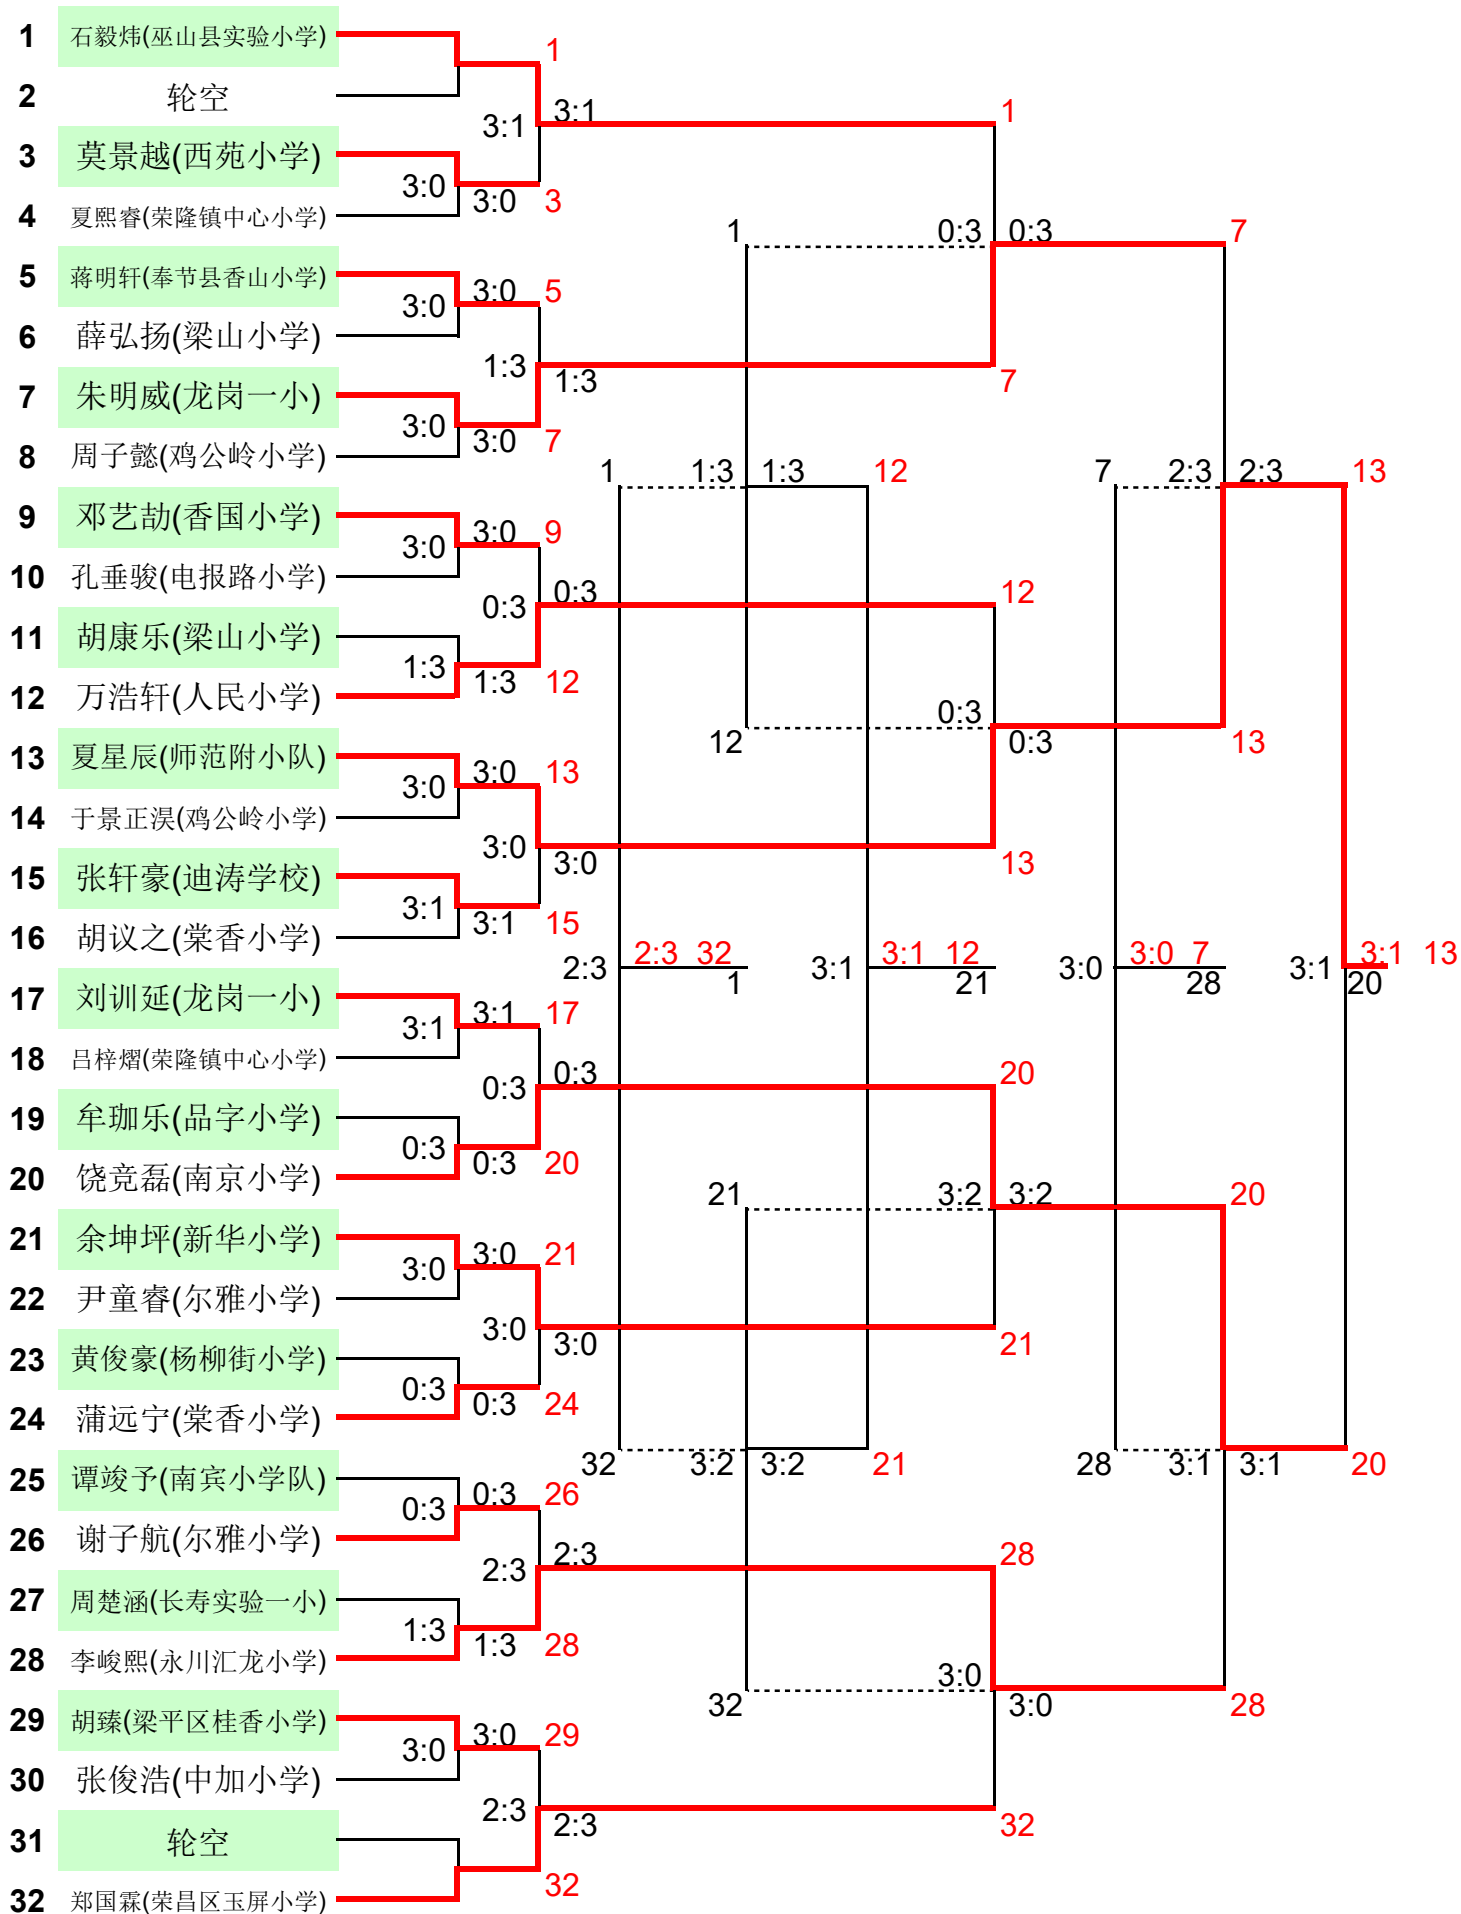 1 石毅炜(巫山县实验小学) 1
2 轮空
3:1 3:1 1
3 莫景越(西苑小学)
3:0 3:0 3
4 夏熙睿(荣隆镇中心小学)
1 0:3 0:3 7
5 蒋明轩(奉节县香山小学)
3:0 3:0 5
6 薛弘扬(梁山小学)
1:3 1:3 7
7 朱明威(龙岗一小)
3:0 3:0 7
8 周子懿(鸡公岭小学)
1 1:3 1:3 12 7 2:3 2:3 13
9 邓艺劼(香国小学)
3:0 3:0 9
10 孔垂骏(电报路小学)
0:3 0:3 12
11 胡康乐(梁山小学)
1:3 1:3 12
12 万浩轩(人民小学)
12 0:3 0:3 13
13 夏星辰(师范附小队)
3:0 3:0 13
14 于景正淏(鸡公岭小学)
3:0 3:0 13
15 张轩豪(迪涛学校)
3:1 3:1 15
16 胡议之(棠香小学)
2:3 2:3 32 1 3:1 3:1 12 21 3:0 3:0 7 28 3:1 3:1 13 20
17 刘训延(龙岗一小)
3:1 3:1 17
18 吕梓熠(荣隆镇中心小学)
0:3 0:3 20
19 牟珈乐(品字小学)
0:3 0:3 20
20 饶竞磊(南京小学)
21 3:2 3:2 20
21 余坤坪(新华小学)
3:0 3:0 21
22 尹童睿(尔雅小学)
3:0 3:0 21
23 黄俊豪(杨柳街小学)
0:3 0:3 24
24 蒲远宁(棠香小学)
32 3:2 3:2 21 28 3:1 3:1 20
25 谭竣予(南宾小学队)
0:3 0:3 26
26 谢子航(尔雅小学)
2:3 2:3 28
27 周楚涵(长寿实验一小)
1:3 1:3 28
28 李峻熙(永川汇龙小学)
32 3:0 3:0 28
29 胡臻(梁平区桂香小学)
3:0 3:0 29
30 张俊浩(中加小学)
2:3 2:3 32
31 轮空
32
32 郑国霖(荣昌区玉屏小学)